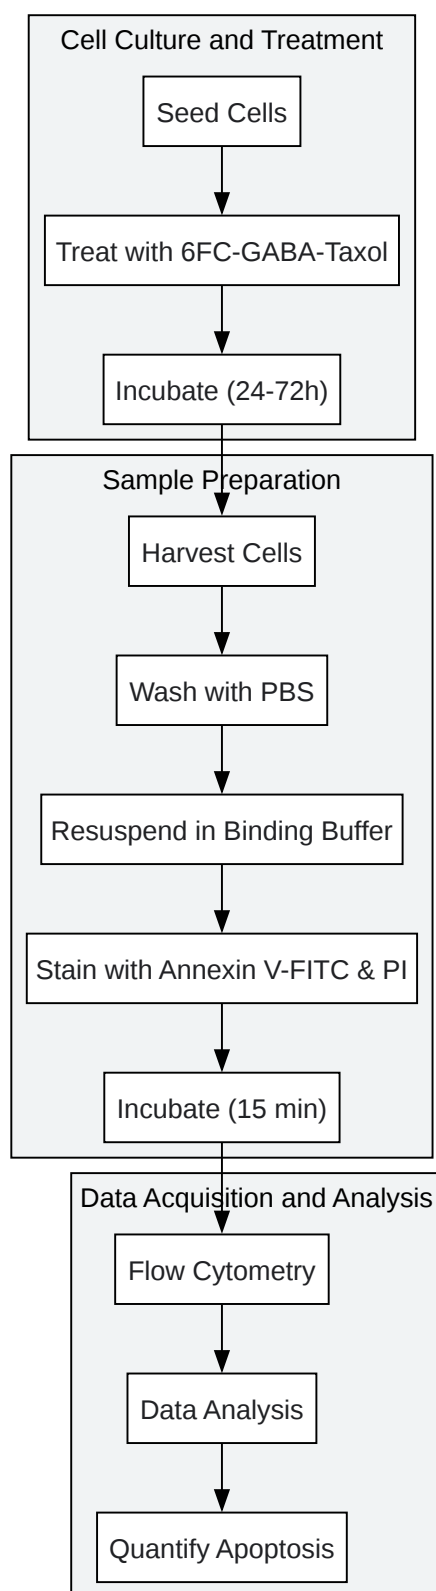 Cell Culture and Treatment
Seed Cells
Treat with 6FC-GABA-Taxol
Incubate (24-72h)
Sample Preparation
Harvest Cells
Wash with PBS
Resuspend in Binding Buffer
Stain with Annexin V-FITC & PI
Incubate (15 min)
Data Acquisition and Analysis
Flow Cytometry
Data Analysis
Quantify Apoptosis